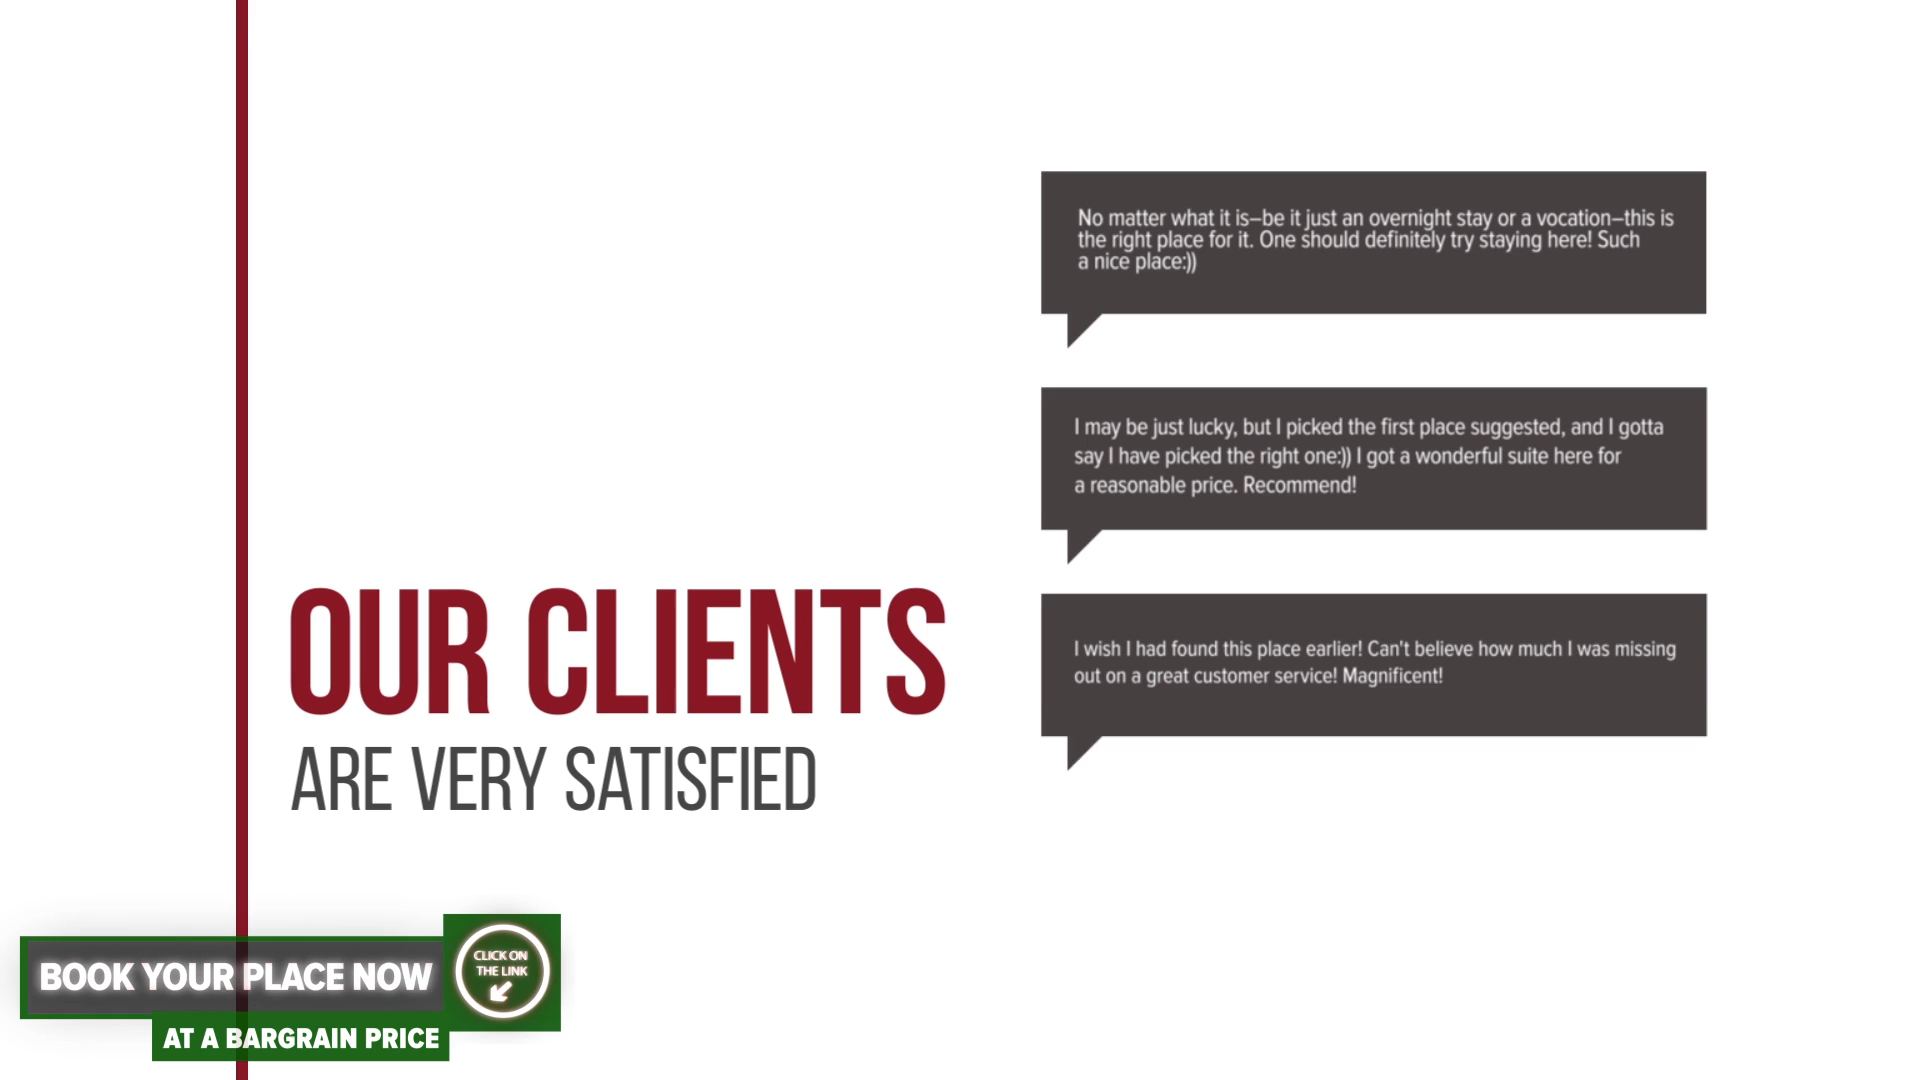 No matter what it is–be it just an overnight stay or a vocation–this is
the right place for it. One should definitely try staying here! Such
a nice place:))
I may be just lucky, but I picked the first place suggested, and I gotta
say I have picked the right one:)) I got a wonderful suite here for
a reasonable price. Recommend!
I wish I had found this place earlier! Can't believe how much I was missing
out on a great customer service! Magnificent!
OUR CLIENTS
ARE VERY SATISFIED
BOOK YOUR PLACE NOW
CLICK ON
THE LINK
AT A BARGRAIN PRICE